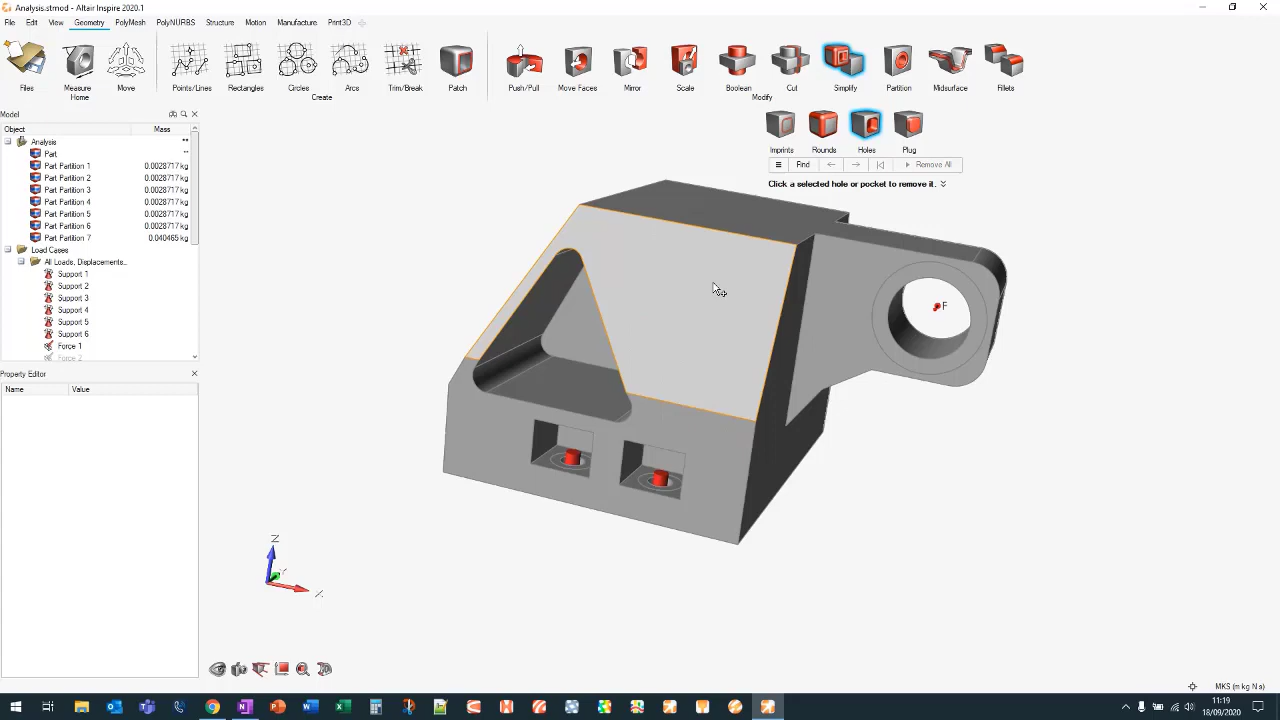 Analysis.stmod - Altair Inspire 2020.1
File Edit View Geometry PolyMesh PolyNURBS Structure Motion Manufacture Print3D
Files Measure Move Points/Lines Rectangles Circles Arcs Trim/Break Patch Push/Pull Move Faces Mirror Scale Boolean Cut Simplify Partition Midsurface Fillets
Home Create Modify
Model
Object Mass
Analysis
Part
Part Partition 1 0.0028717 kg
Part Partition 2 0.0028717 kg
Part Partition 3 0.0028717 kg
Part Partition 4 0.0028717 kg
Part Partition 5 0.0028717 kg
Part Partition 6 0.0028717 kg
Part Partition 7 0.040465 kg
Load Cases
All Loads, Displacements...
Support 1
Support 2
Support 3
Support 4
Support 5
Support 6
Force 1
Force 2
Property Editor
Name Value
Imprints Rounds Holes Plug
Find Remove All
Click a selected hole or pocket to remove it.
F
Z
Y
X
MKS (m kg N s)
11:19
18/09/2020